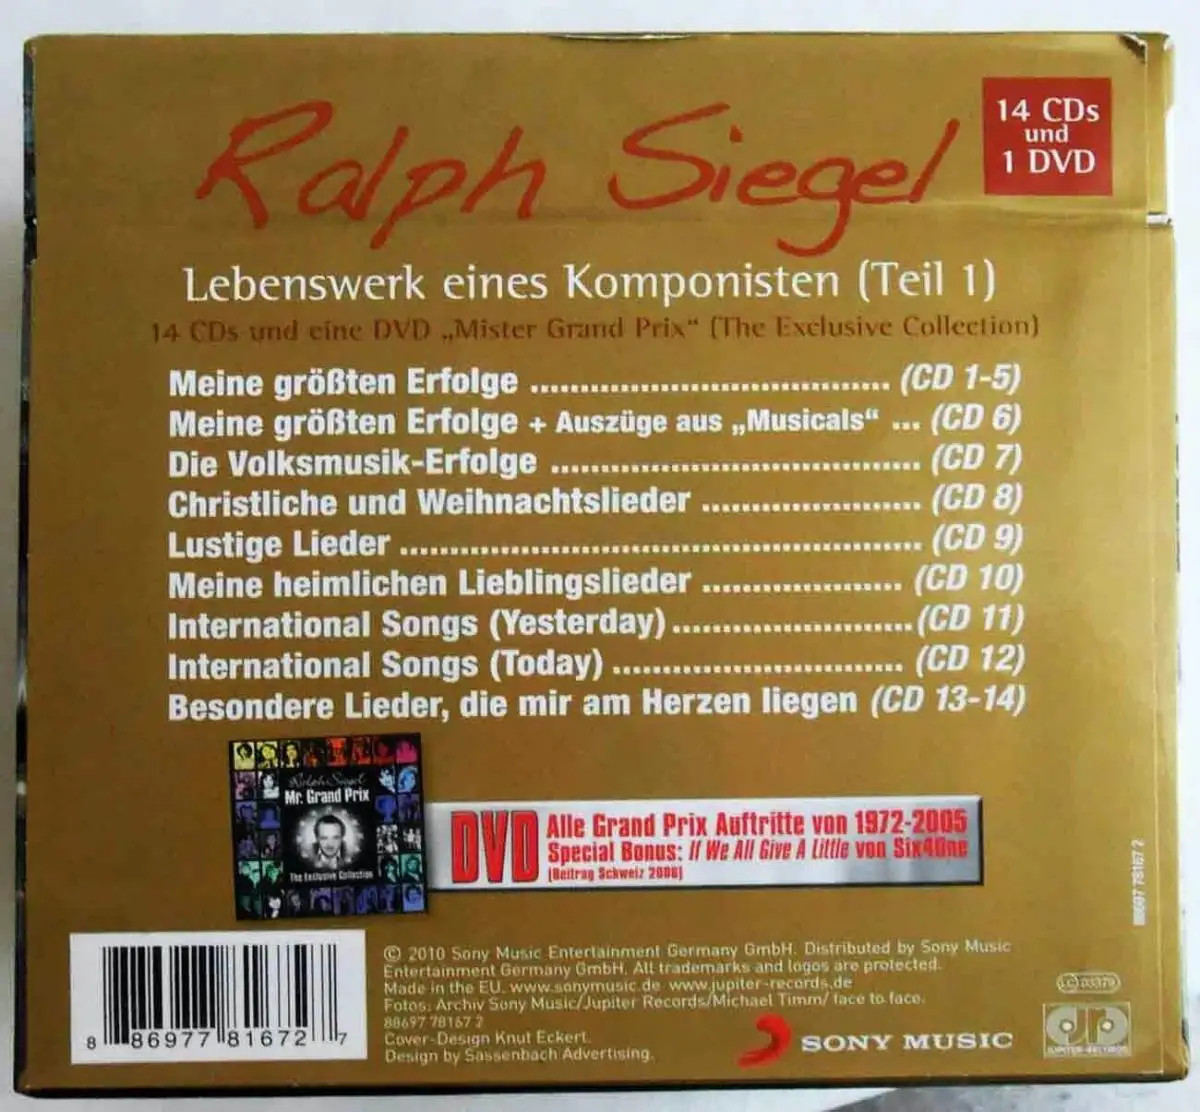 Ralph Siegel
14 CDs
und
1 DVD
Lebenswerk eines Komponisten (Teil 1)
14 CDs und eine DVD „Mister Grand Prix“ (The Exclusive Collection)
Meine größten Erfolge .................................... (CD 1-5)
Meine größten Erfolge + Auszüge aus „Musicals“ ... (CD 6)
Die Volksmusik-Erfolge ..................................... (CD 7)
Christliche und Weihnachtslieder ...................... (CD 8)
Lustige Lieder .................................................... (CD 9)
Meine heimlichen Lieblingslieder .................... (CD 10)
International Songs (Yesterday) ........................ (CD 11)
International Songs (Today) ............................. (CD 12)
Besondere Lieder, die mir am Herzen liegen (CD 13-14)
Ralph Siegel
Mr. Grand Prix
The Exclusive Collection
DVD
Alle Grand Prix Auftritte von 1972-2005
Special Bonus: If We All Give A Little von Six4One
(Beitrag Schweiz 2006)
88697 78167 2
© 2010 Sony Music Entertainment Germany GmbH. Distributed by Sony Music
Entertainment Germany GmbH. All trademarks and logos are protected.
Made in the EU. www.sonymusic.de www.jupiter-records.de
Fotos: Archiv Sony Music/Jupiter Records/Michael Timm/ face to face.
88697 78167 2
Cover-Design Knut Eckert.
Design by Sassenbach Advertising.
8 86977 81672 7
SONY MUSIC
LC 03379
JUPITER-RECORDS